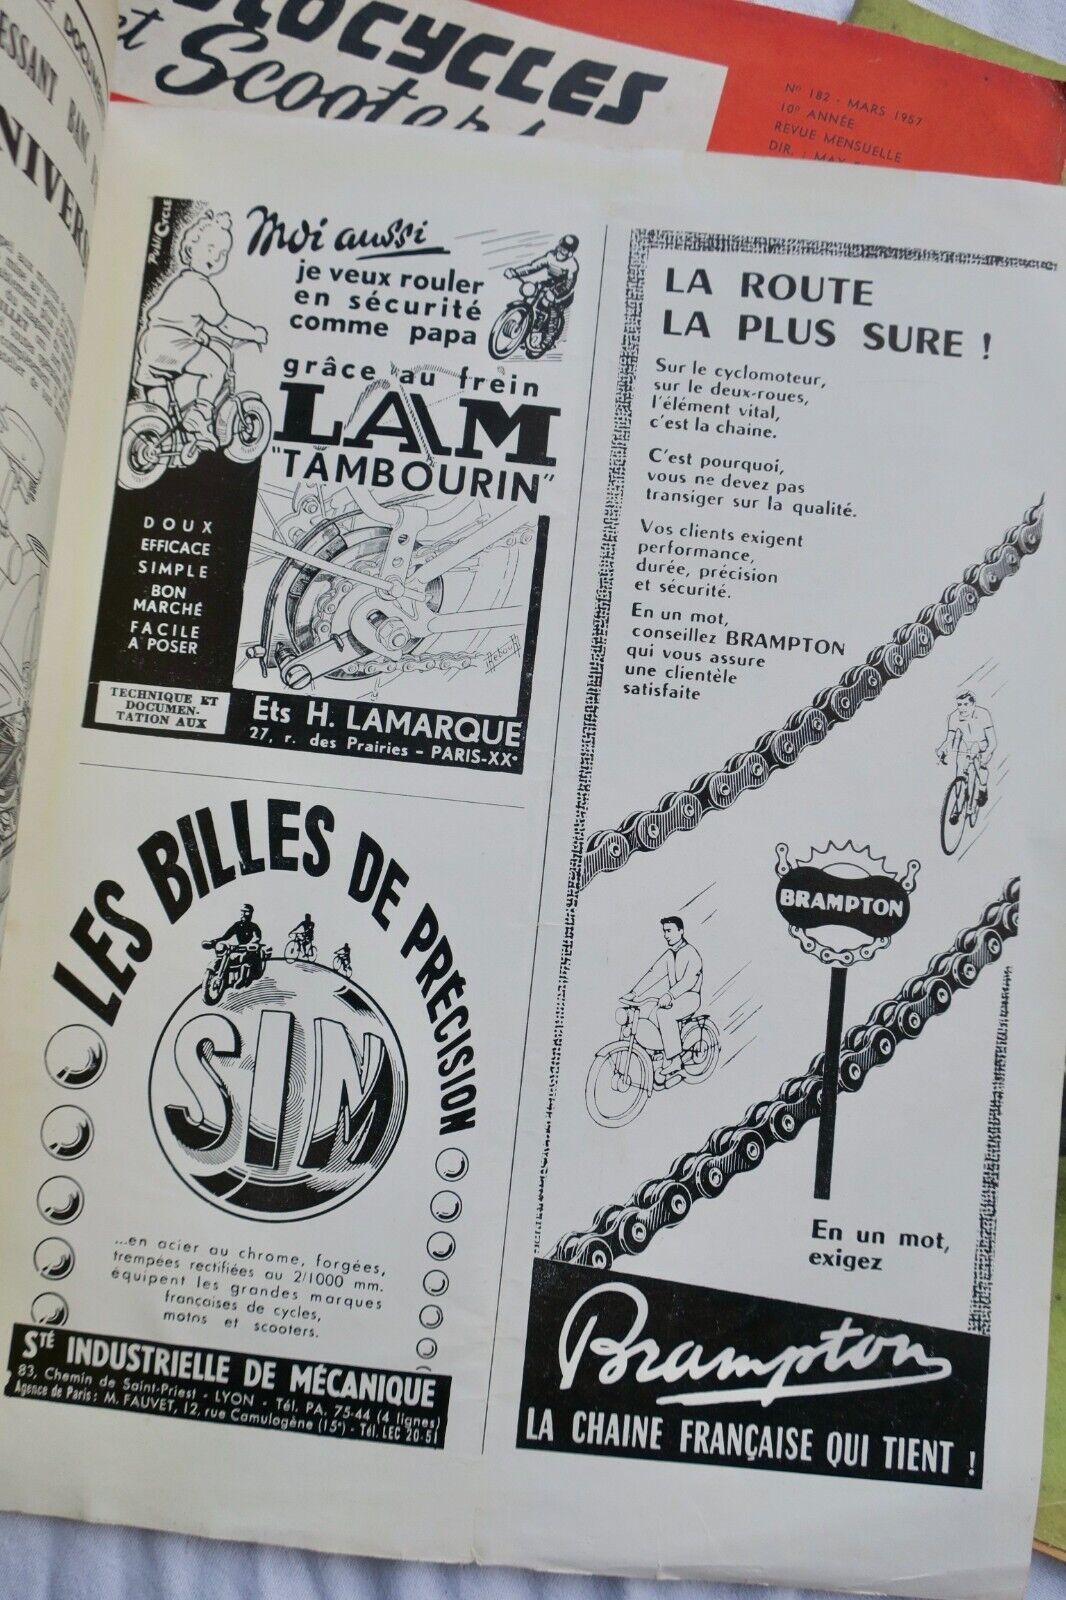 et Scooters
Nº 182 - MARS 1957
10º ANNÉE
REVUE MENSUELLE
Moi aussi
je veux rouler
en sécurité
comme papa
grâce au frein
LAM
"TAMBOURIN"
DOUX
EFFICACE
SIMPLE
BON
MARCHÉ
FACILE
A POSER
TECHNIQUE ET
DOCUMEN-
TATION AUX
Ets H. LAMARQUE
27, r. des Prairies - PARIS-XXº
LES BILLES DE PRÉCISION
SIM
...en acier au chrome, forgées,
trempées rectifiées au 2/1000 mm.
équipent les grandes marques
françaises de cycles,
motos et scooters.
Sté INDUSTRIELLE DE MÉCANIQUE
83, Chemin de Saint-Priest - LYON - Tél. PA. 75-44 (4 lignes)
Agence de Paris: M. FAUVET, 12, rue Camulogène (15º) - Tél. LEC 20-51
LA ROUTE
LA PLUS SURE !
Sur le cyclomoteur,
sur le deux-roues,
l'élément vital,
c'est la chaine.
C'est pourquoi,
vous ne devez pas
transiger sur la qualité.
Vos clients exigent
performance,
durée, précision
et sécurité.
En un mot,
conseillez BRAMPTON
qui vous assure
une clientèle
satisfaite
BRAMPTON
En un mot,
exigez
Brampton
LA CHAINE FRANÇAISE QUI TIENT !